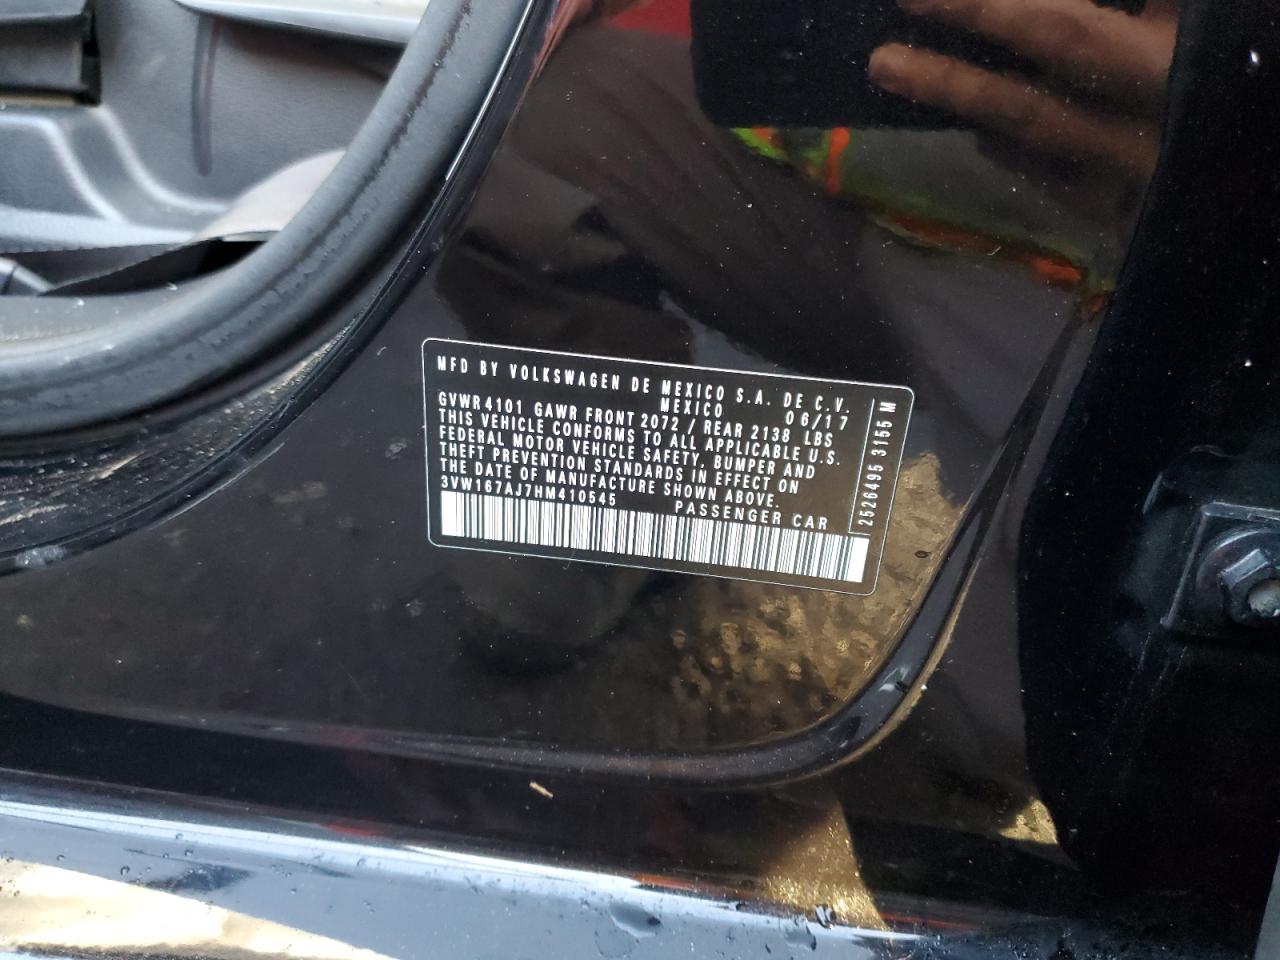 MFD BY VOLKSWAGEN DE MEXICO S.A. DE C.V.
MEXICO 06/17
GVWR 4101 GAWR FRONT 2072 / REAR 2138 LBS
THIS VEHICLE CONFORMS TO ALL APPLICABLE U.S.
FEDERAL MOTOR VEHICLE SAFETY, BUMPER AND
THEFT PREVENTION STANDARDS IN EFFECT ON
THE DATE OF MANUFACTURE SHOWN ABOVE.
3VW167AJ7HM410545 PASSENGER CAR
2526495 3155 M